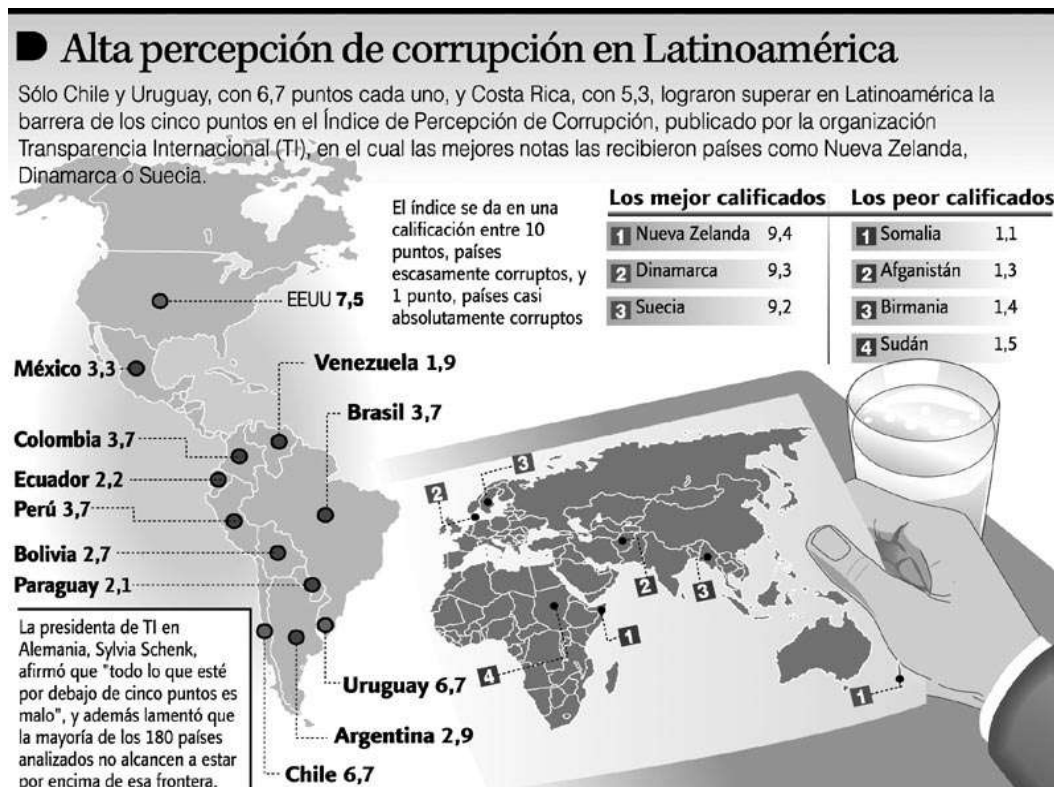 Alta percepción de corrupción en Latinoamérica
Sólo Chile y Uruguay, con 6,7 puntos cada uno, y Costa Rica, con 5,3, lograron superar en Latinoamérica la
barrera de los cinco puntos en el Índice de Percepción de Corrupción, publicado por la organización
Transparencia Internacional (TI), en el cual las mejores notas las recibieron países como Nueva Zelanda,
Dinamarca o Suecia.
El índice se da en una
calificación entre 10
puntos, países
escasamente corruptos, y
1 punto, países casi
absolutamente corruptos
Los mejor calificados
1 Nueva Zelanda 9,4
2 Dinamarca 9,3
3 Suecia 9,2
Los peor calificados
1 Somalia 1,1
2 Afganistán 1,3
3 Birmania 1,4
4 Sudán 1,5
EEUU 7,5
México 3,3
Venezuela 1,9
Brasil 3,7
Colombia 3,7
Ecuador 2,2
Perú 3,7
Bolivia 2,7
Paraguay 2,1
Uruguay 6,7
Argentina 2,9
Chile 6,7
3
2
2
3
1
4
1
La presidenta de TI en
Alemania, Sylvia Schenk,
afirmó que "todo lo que esté
por debajo de cinco puntos es
malo", y además lamentó que
la mayoría de los 180 países
analizados no alcancen a estar
por encima de esa frontera.